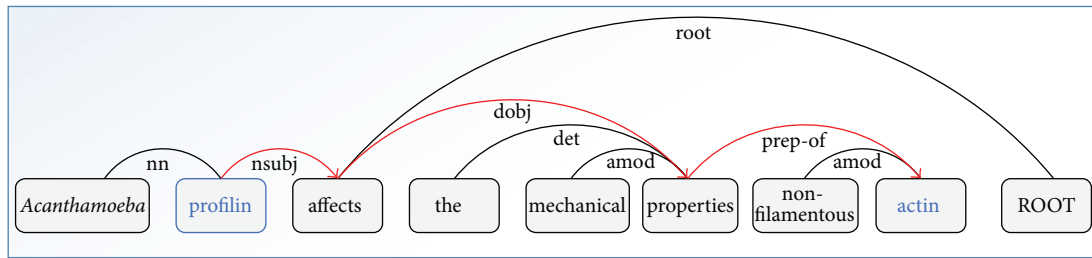 root
dobj
det
prep-of
nn
nsubj
amod
amod
Acanthamoeba
profilin
affects
the
mechanical
properties
non-
filamentous
actin
ROOT